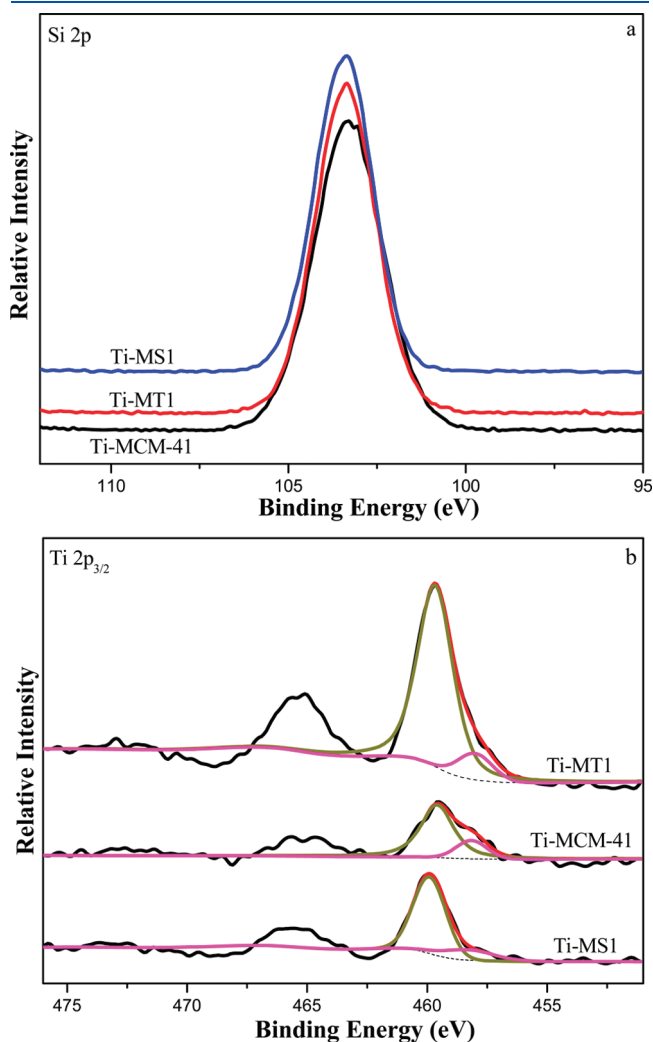 Si 2p
a
Relative Intensity
Ti-MS1
Ti-MT1
Ti-MCM-41
110
105
100
95
Binding Energy (eV)
Ti 2p3/2
b
Relative Intensity
Ti-MT1
Ti-MCM-41
Ti-MS1
475
470
465
460
455
Binding Energy (eV)